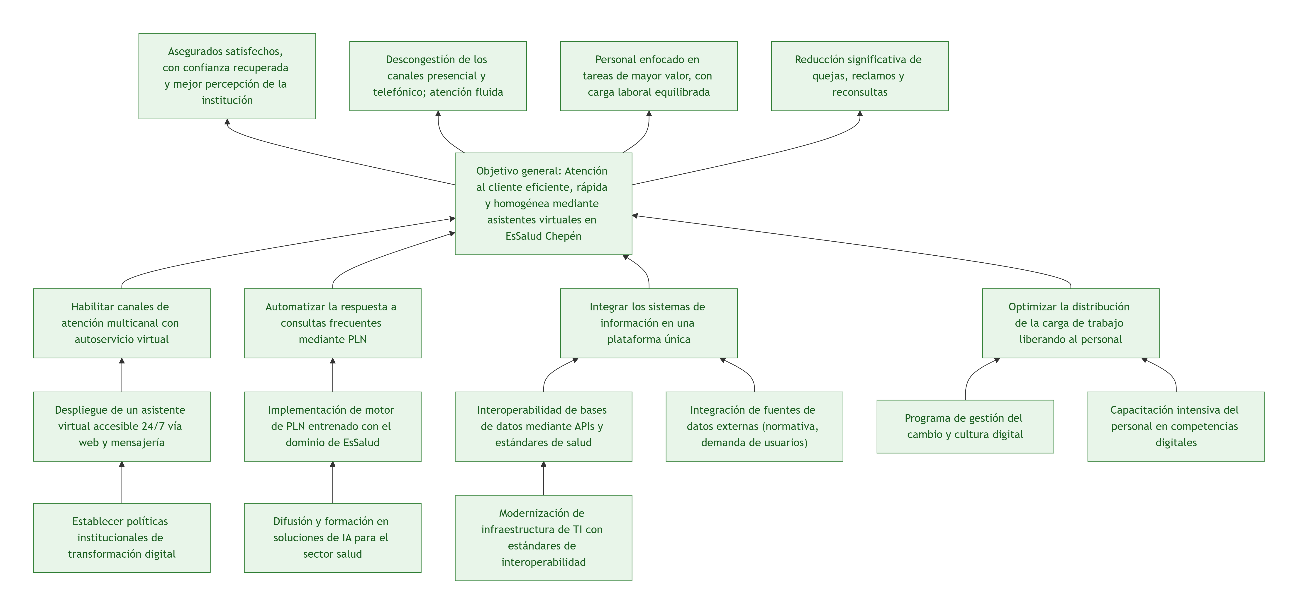 Asegurados satisfechos,
con confianza recuperada
y mejor percepción de la
institución
Descongestión de los
canales presencial y
telefónico; atención fluida
Personal enfocado en
tareas de mayor valor, con
carga laboral equilibrada
Reducción significativa de
quejas, reclamos y
reconsultas
Objetivo general: Atención
al cliente eficiente, rápida
y homogénea mediante
asistentes virtuales en
EsSalud Chepén
Habilitar canales de
atención multicanal con
autoservicio virtual
Automatizar la respuesta a
consultas frecuentes
mediante PLN
Integrar los sistemas de
información en una
plataforma única
Optimizar la distribución
de la carga de trabajo
liberando al personal
Despliegue de un asistente
virtual accesible 24/7 vía
web y mensajería
Implementación de motor
de PLN entrenado con el
dominio de EsSalud
Interoperabilidad de bases
de datos mediante APIs y
estándares de salud
Integración de fuentes de
datos externas (normativa,
demanda de usuarios)
Programa de gestión del
cambio y cultura digital
Capacitación intensiva del
personal en competencias
digitales
Establecer políticas
institucionales de
transformación digital
Difusión y formación en
soluciones de IA para el
sector salud
Modernización de
infraestructura de TI con
estándares de
interoperabilidad